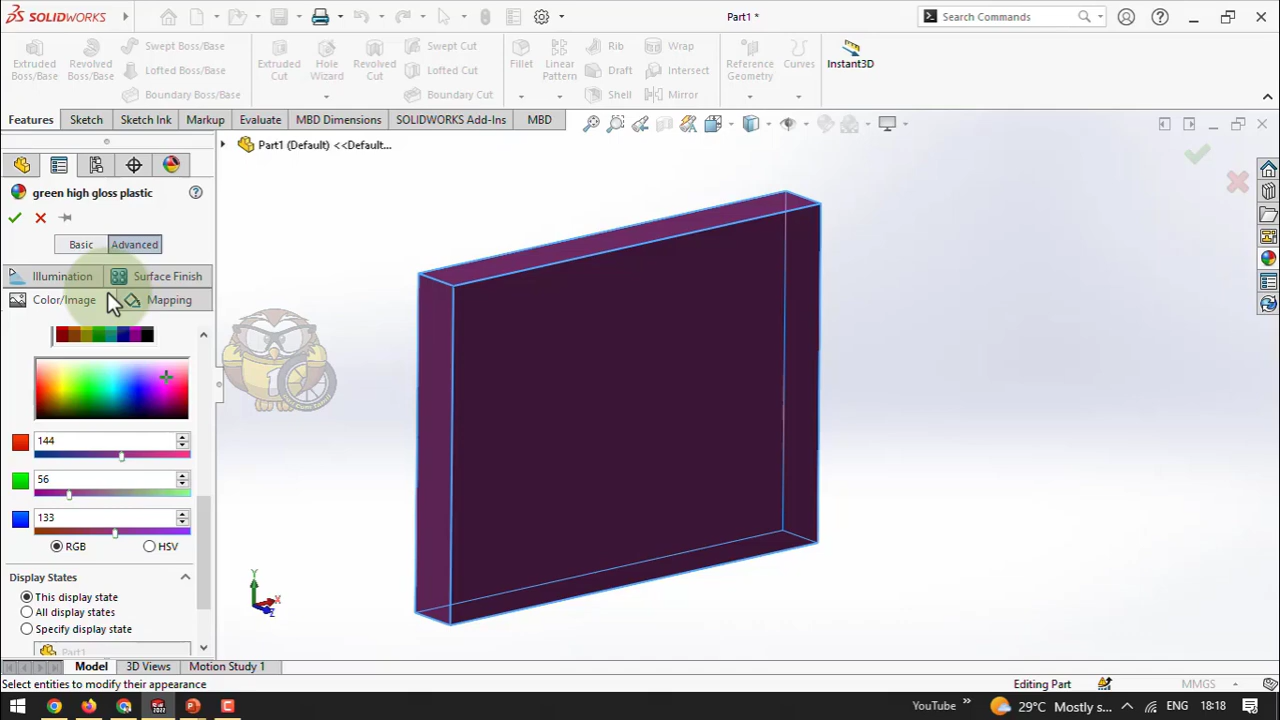 SOLIDWORKS
Part1 *
Search Commands
Extruded Boss/Base
Revolved Boss/Base
Swept Boss/Base
Lofted Boss/Base
Boundary Boss/Base
Extruded Cut
Hole Wizard
Revolved Cut
Swept Cut
Lofted Cut
Boundary Cut
Fillet
Linear Pattern
Rib
Draft
Shell
Wrap
Intersect
Mirror
Reference Geometry
Curves
Instant3D
Features
Sketch
Sketch Ink
Markup
Evaluate
MBD Dimensions
SOLIDWORKS Add-Ins
MBD
Part1 (Default) <<Default...
green high gloss plastic
Basic
Advanced
Illumination
Surface Finish
Color/Image
Mapping
144
56
133
RGB
HSV
Display States
This display state
All display states
Specify display state
Part1
Y
X
Z
Model
3D Views
Motion Study 1
Select entities to modify their appearance
Editing Part
MMGS
2022
YouTube
29°C Mostly s...
ENG
18:18